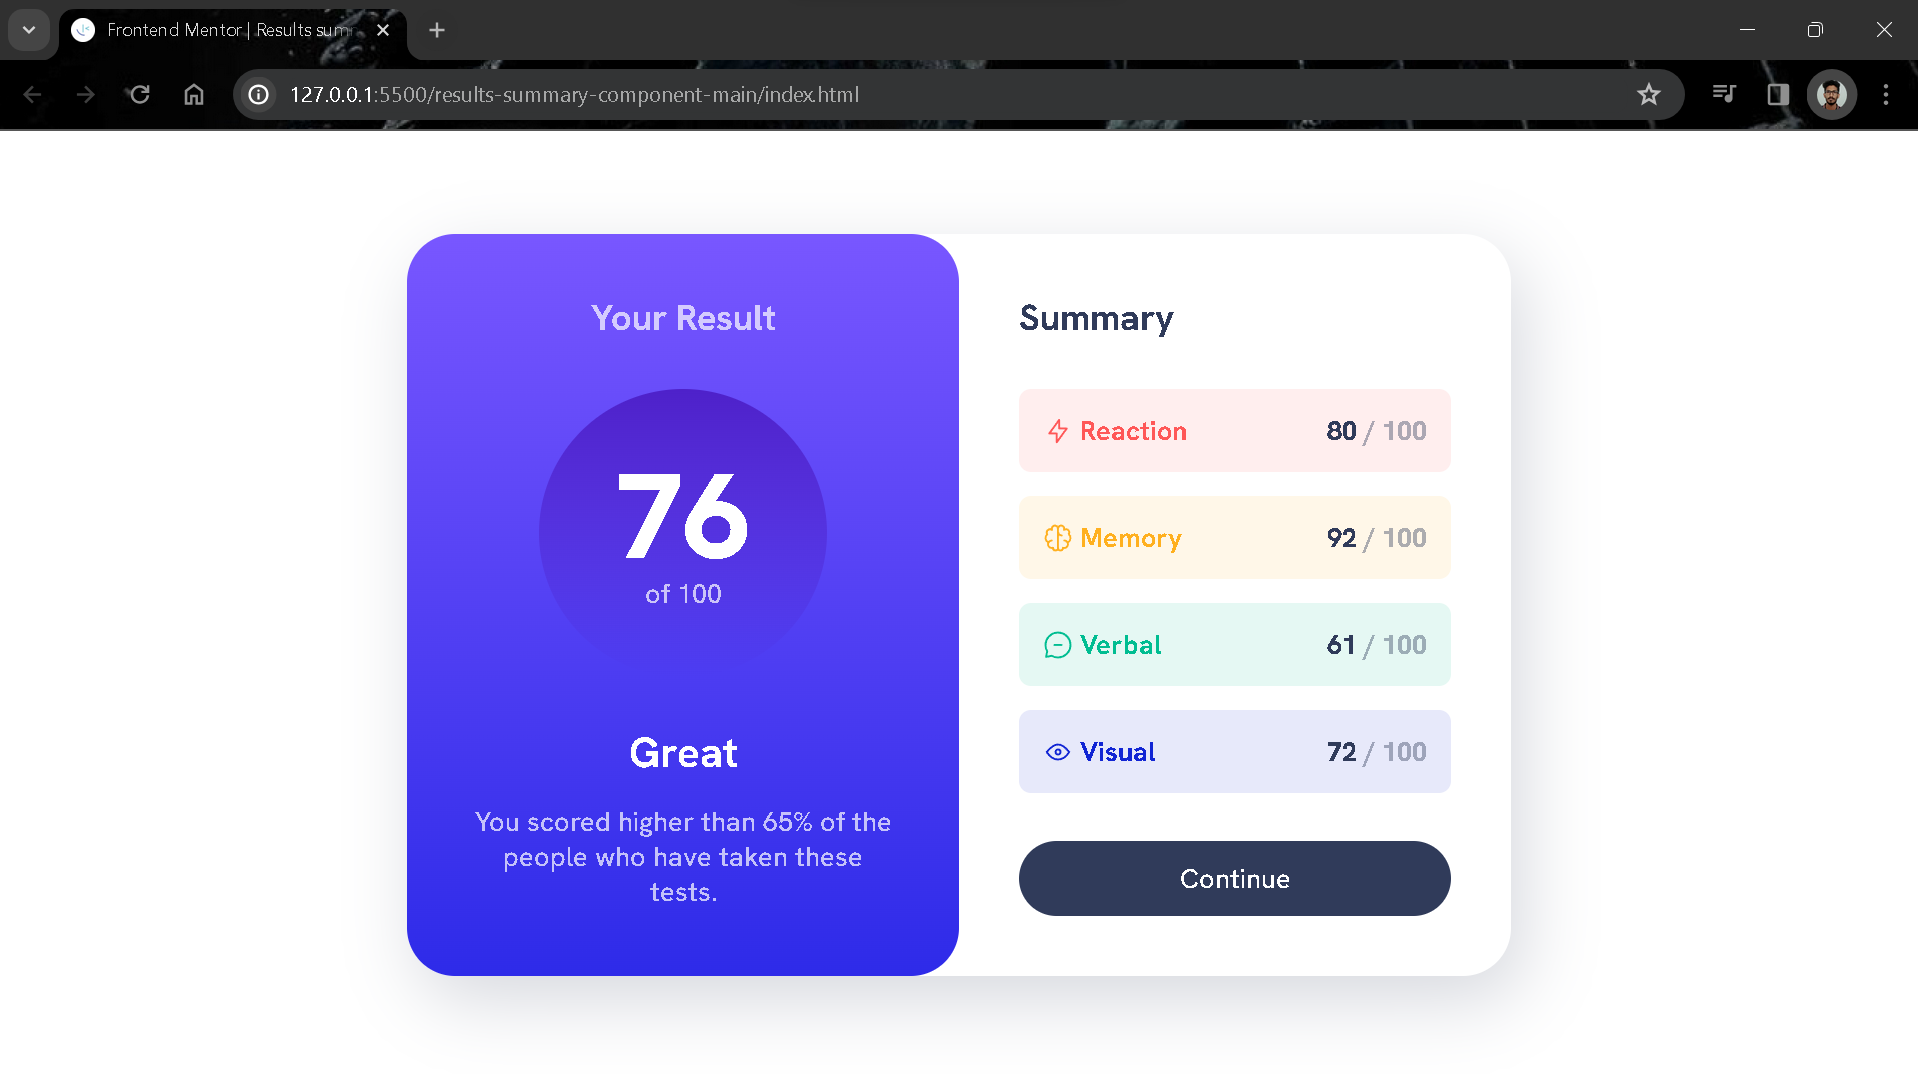 Frontend Mentor | Results sum
127.0.0.1:5500/results-summary-component-main/index.html
Your Result
76
of 100
Great
You scored higher than 65% of the
people who have taken these
tests.
Summary
Reaction 80 / 100
Memory 92 / 100
Verbal 61 / 100
Visual 72 / 100
Continue